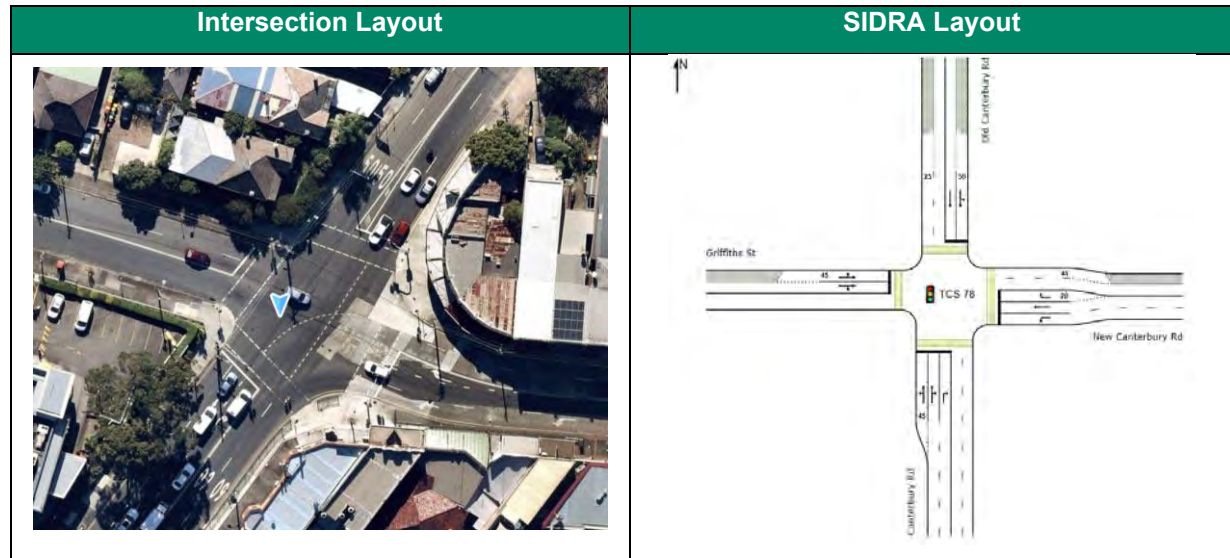 Intersection Layout
SIDRA Layout
N
Old Canterbury Rd
25
50
Griffiths St
45
45
20
TCS 78
New Canterbury Rd
45
Canterbury Rd